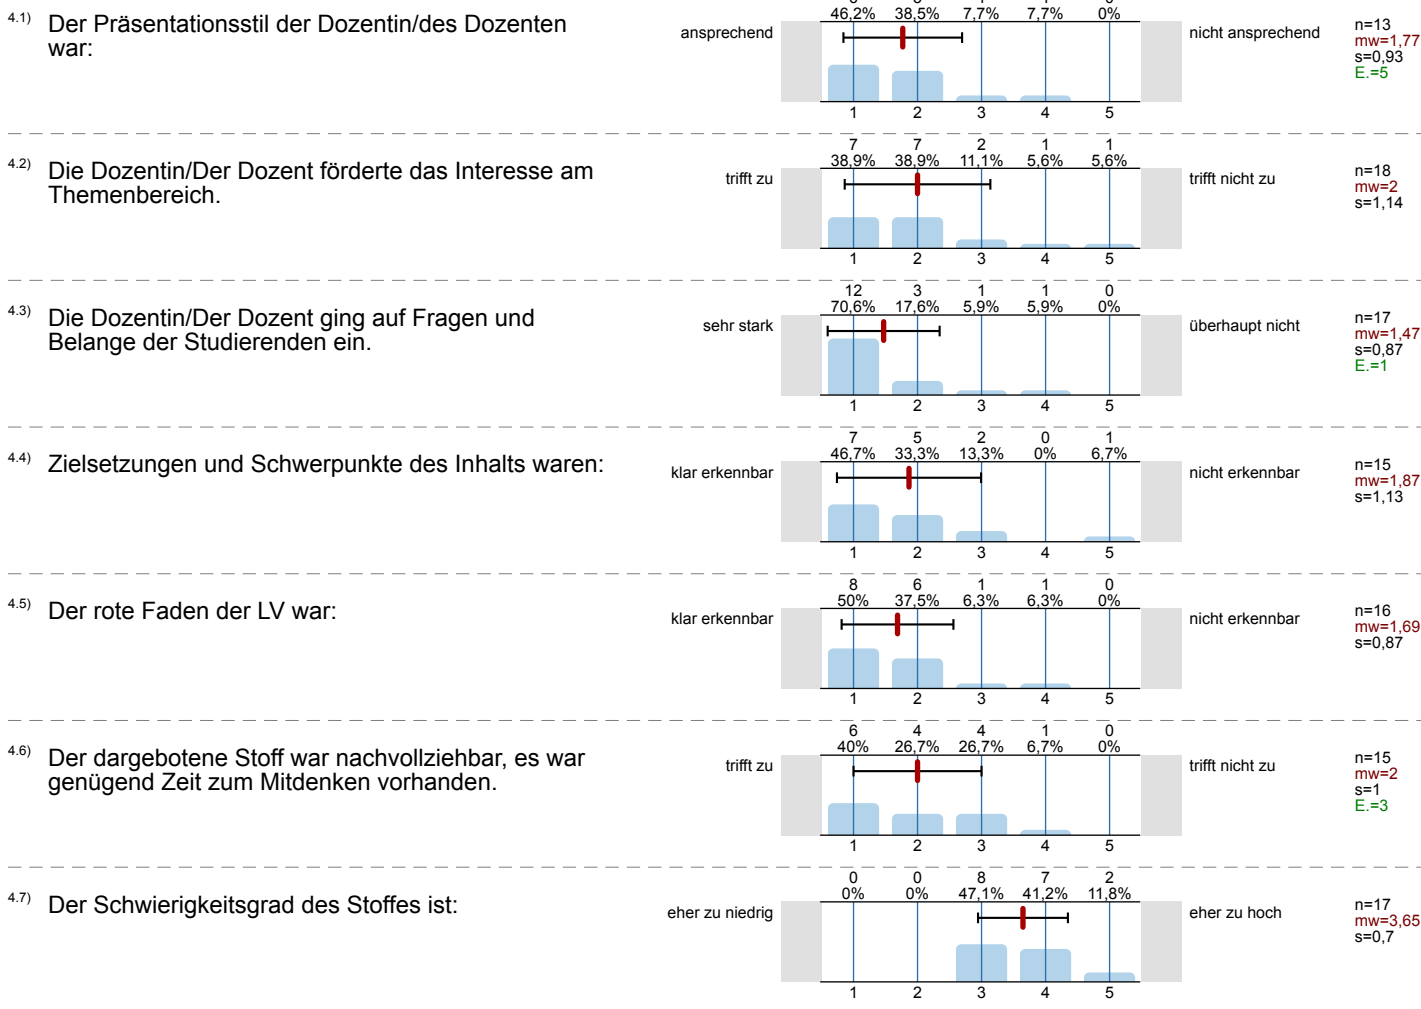 4.1) Der Präsentationsstil der Dozentin/des Dozenten
war:
46,2% 38,5% 7,7% 7,7% 0%
ansprechend
nicht ansprechend
n=13
mw=1,77
s=0,93
E.=5
1 2 3 4 5
4.2) Die Dozentin/Der Dozent förderte das Interesse am
Themenbereich.
7 7 2 1 1
38,9% 38,9% 11,1% 5,6% 5,6%
trifft zu
trifft nicht zu
n=18
mw=2
s=1,14
1 2 3 4 5
4.3) Die Dozentin/Der Dozent ging auf Fragen und
Belange der Studierenden ein.
12 3 1 1 0
70,6% 17,6% 5,9% 5,9% 0%
sehr stark
überhaupt nicht
n=17
mw=1,47
s=0,87
E.=1
1 2 3 4 5
4.4) Zielsetzungen und Schwerpunkte des Inhalts waren:
7 5 2 0 1
46,7% 33,3% 13,3% 0% 6,7%
klar erkennbar
nicht erkennbar
n=15
mw=1,87
s=1,13
1 2 3 4 5
4.5) Der rote Faden der LV war:
8 6 1 1 0
50% 37,5% 6,3% 6,3% 0%
klar erkennbar
nicht erkennbar
n=16
mw=1,69
s=0,87
1 2 3 4 5
4.6) Der dargebotene Stoff war nachvollziehbar, es war
genügend Zeit zum Mitdenken vorhanden.
6 4 4 1 0
40% 26,7% 26,7% 6,7% 0%
trifft zu
trifft nicht zu
n=15
mw=2
s=1
E.=3
1 2 3 4 5
4.7) Der Schwierigkeitsgrad des Stoffes ist:
0 0 8 7 2
0% 0% 47,1% 41,2% 11,8%
eher zu niedrig
eher zu hoch
n=17
mw=3,65
s=0,7
1 2 3 4 5